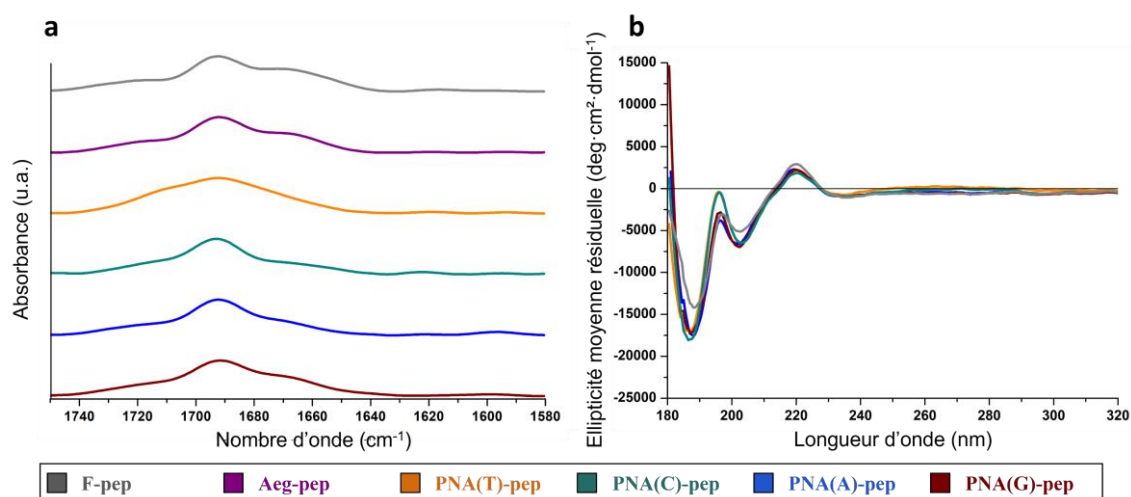 a
b
Absorbance (u.a.)
1740 1720 1700 1680 1660 1640 1620 1600 1580
Nombre d'onde (cm⁻¹)
Ellipticité moyenne résiduelle (deg·cm²·dmol⁻¹)
15000
10000
5000
0
-5000
-10000
-15000
-20000
-25000
180 200 220 240 260 280 300 320
Longueur d'onde (nm)
F-pep Aeg-pep PNA(T)-pep PNA(C)-pep PNA(A)-pep PNA(G)-pep